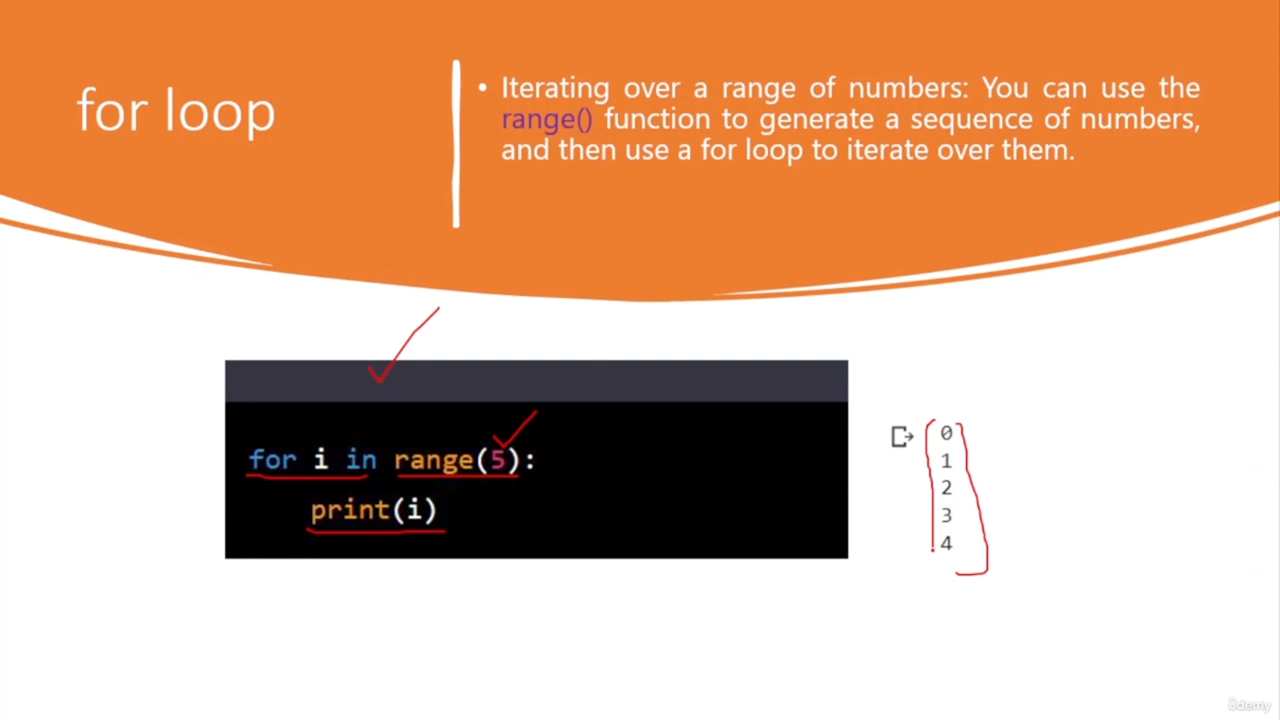 for loop
• Iterating over a range of numbers: You can use the
range() function to generate a sequence of numbers,
and then use a for loop to iterate over them.
for i in range(5):
print(i)
0
1
2
3
4
ûdemy